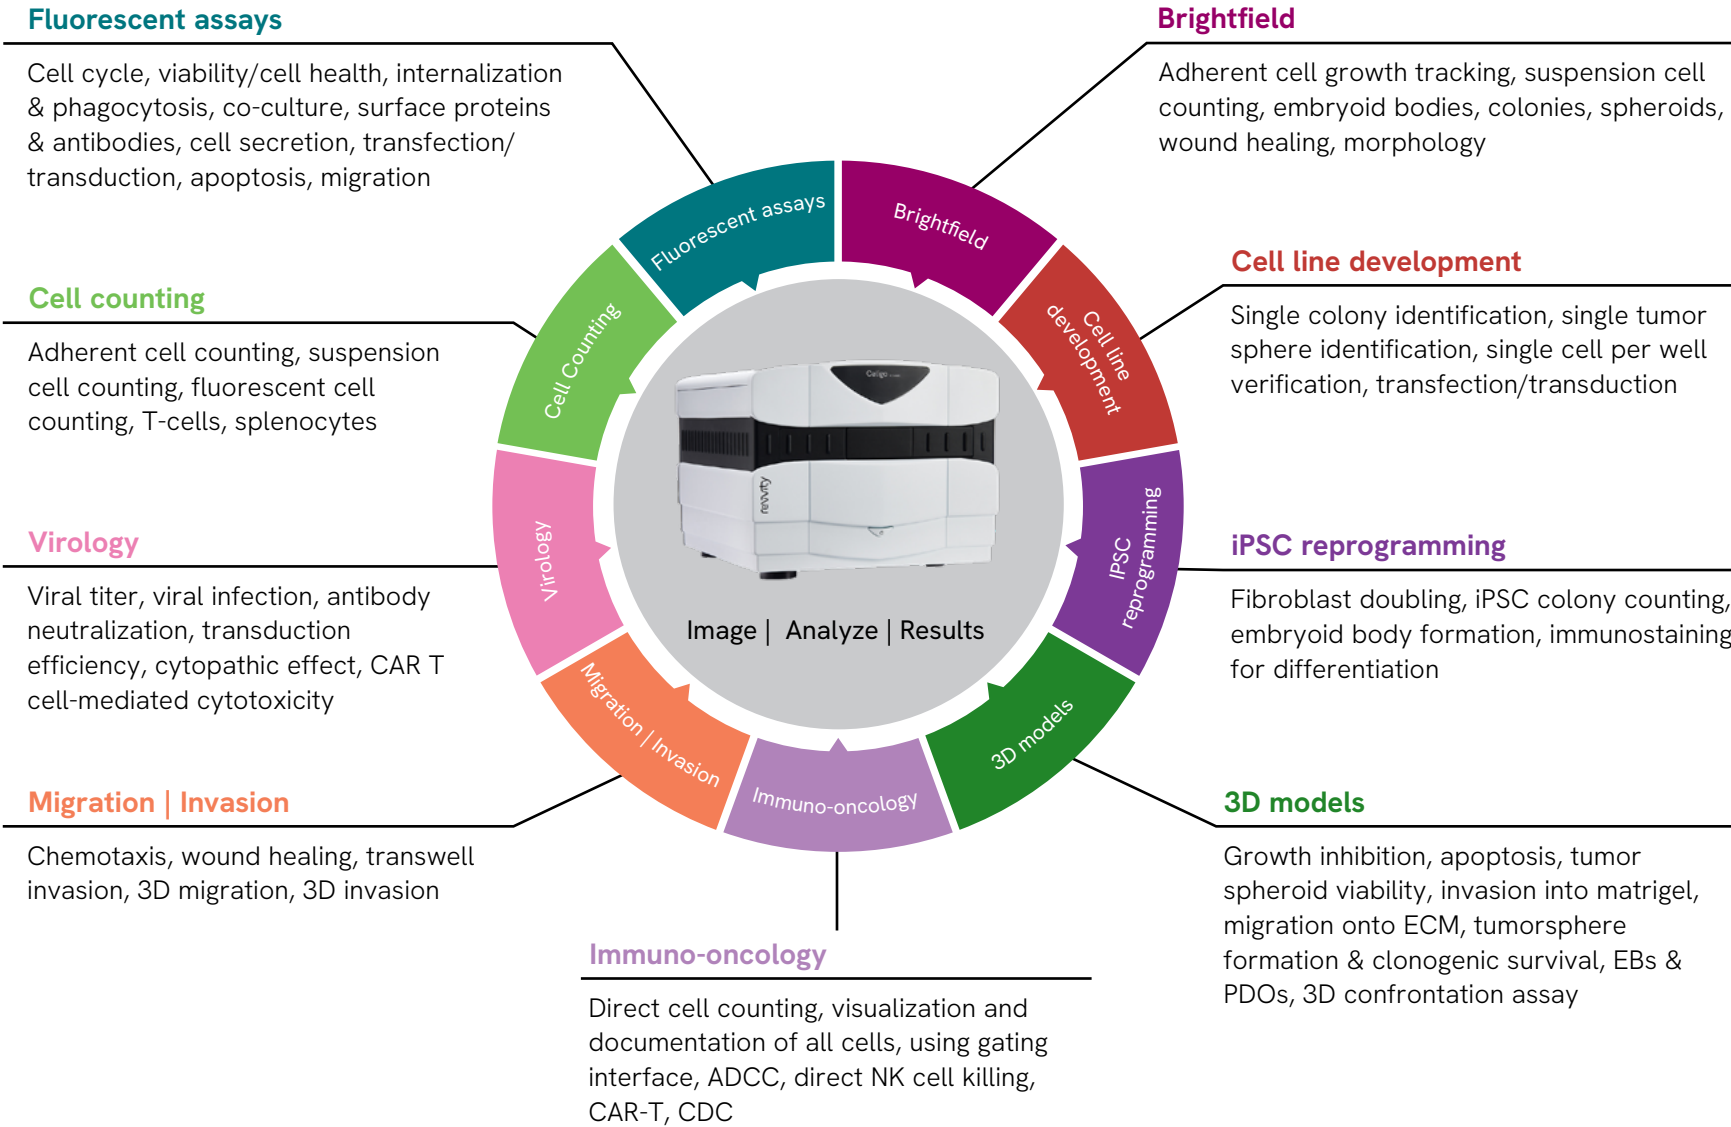 Fluorescent assays
Cell cycle, viability/cell health, internalization
& phagocytosis, co-culture, surface proteins
& antibodies, cell secretion, transfection/
transduction, apoptosis, migration
Brightfield
Adherent cell growth tracking, suspension cell
counting, embryoid bodies, colonies, spheroids,
wound healing, morphology
Cell counting
Adherent cell counting, suspension
cell counting, fluorescent cell
counting, T-cells, splenocytes
Cell line development
Single colony identification, single tumor
sphere identification, single cell per well
verification, transfection/transduction
Virology
Viral titer, viral infection, antibody
neutralization, transduction
efficiency, cytopathic effect, CAR T
cell-mediated cytotoxicity
iPSC reprogramming
Fibroblast doubling, iPSC colony counting,
embryoid body formation, immunostaining
for differentiation
Migration | Invasion
Chemotaxis, wound healing, transwell
invasion, 3D migration, 3D invasion
3D models
Growth inhibition, apoptosis, tumor
spheroid viability, invasion into matrigel,
migration onto ECM, tumorsphere
formation & clonogenic survival, EBs &
PDOs, 3D confrontation assay
Immuno-oncology
Direct cell counting, visualization and
documentation of all cells, using gating
interface, ADCC, direct NK cell killing,
CAR-T, CDC
Fluorescent assays
Brightfield
Cell line
development
IPSC
reprogramming
3D models
Immuno-oncology
Migration | Invasion
Virology
Cell Counting
Celigo
revvity
Image | Analyze | Results